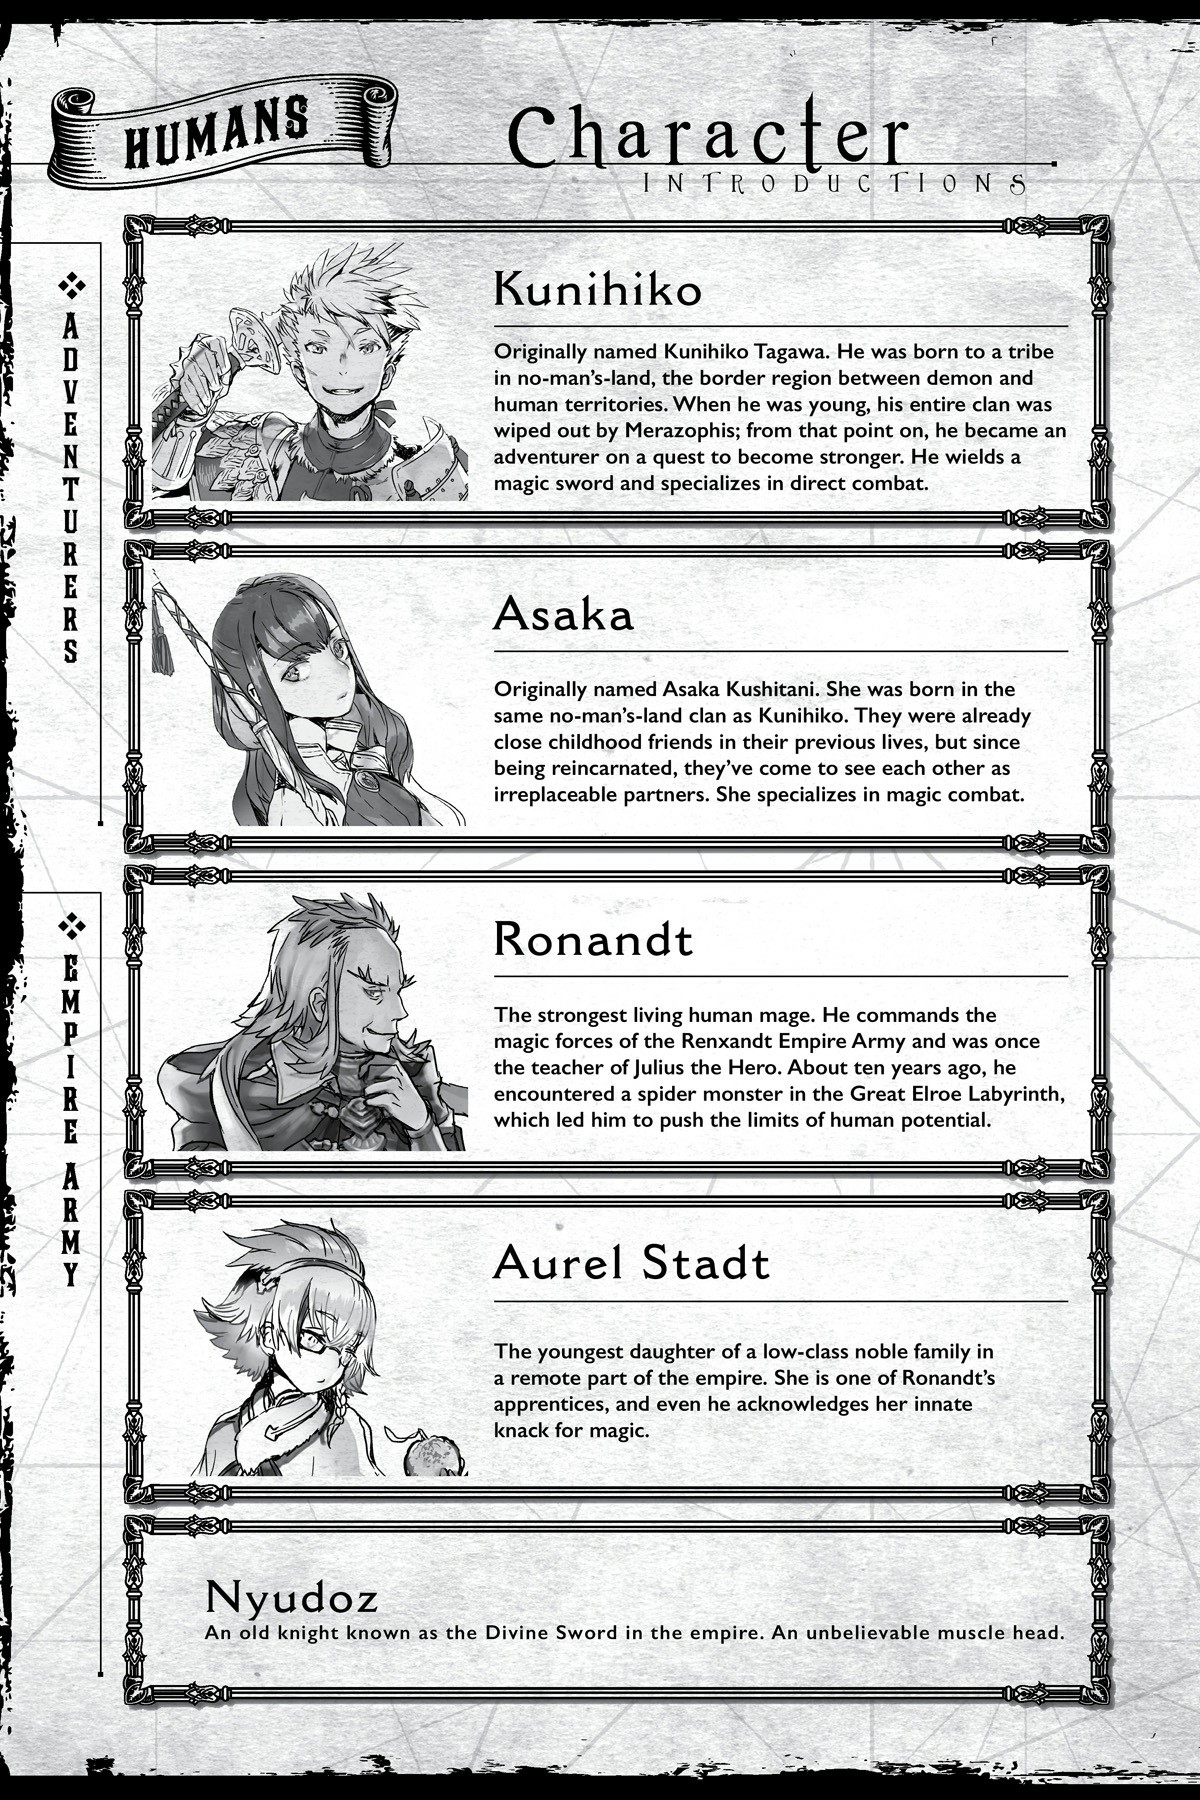 HUMANS
Character
INTRODUCTIONS
ADVENTURERS
Kunihiko
Originally named Kunihiko Tagawa. He was born to a tribe
in no-man’s-land, the border region between demon and
human territories. When he was young, his entire clan was
wiped out by Merazophis; from that point on, he became an
adventurer on a quest to become stronger. He wields a
magic sword and specializes in direct combat.
Asaka
Originally named Asaka Kushitani. She was born in the
same no-man’s-land clan as Kunihiko. They were already
close childhood friends in their previous lives, but since
being reincarnated, they’ve come to see each other as
irreplaceable partners. She specializes in magic combat.
EMPIRE ARMY
Ronandt
The strongest living human mage. He commands the
magic forces of the Renxandt Empire Army and was once
the teacher of Julius the Hero. About ten years ago, he
encountered a spider monster in the Great Elroe Labyrinth,
which led him to push the limits of human potential.
Aurel Stadt
The youngest daughter of a low-class noble family in
a remote part of the empire. She is one of Ronandt’s
apprentices, and even he acknowledges her innate
knack for magic.
Nyudoz
An old knight known as the Divine Sword in the empire. An unbelievable muscle head.